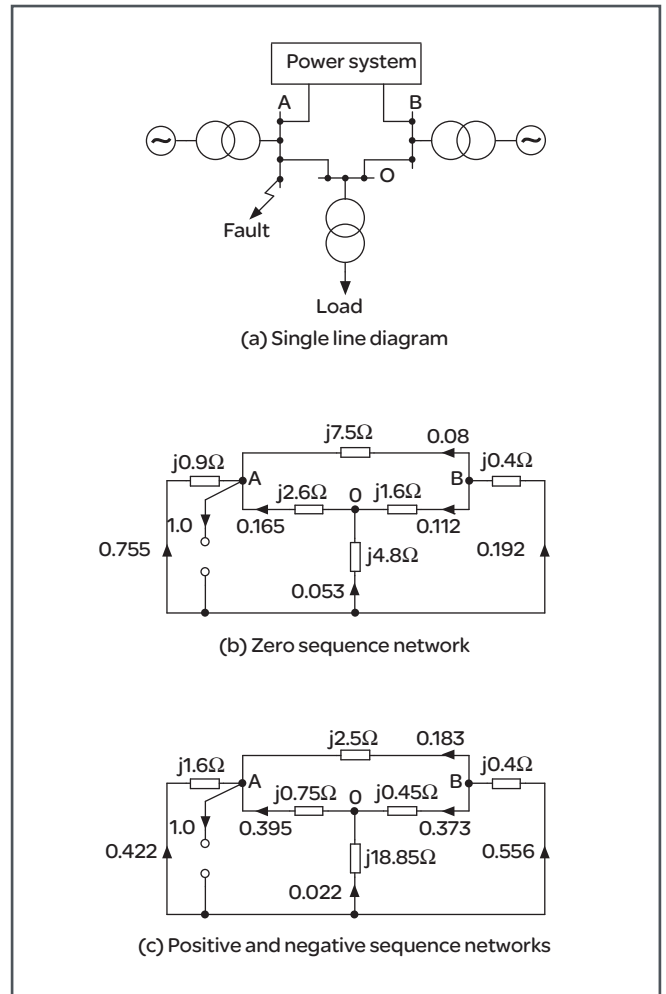 Power system
A
B
O
Fault
Load
(a) Single line diagram
j7.5Ω
0.08
j0.9Ω
A
B
j0.4Ω
j2.6Ω
0
j1.6Ω
1.0
0.165
0.112
0.755
j4.8Ω
0.192
0.053
(b) Zero sequence network
j2.5Ω
0.183
j1.6Ω
A
B
j0.4Ω
j0.75Ω
0
j0.45Ω
1.0
0.395
0.373
0.422
j18.85Ω
0.556
0.022
(c) Positive and negative sequence networks